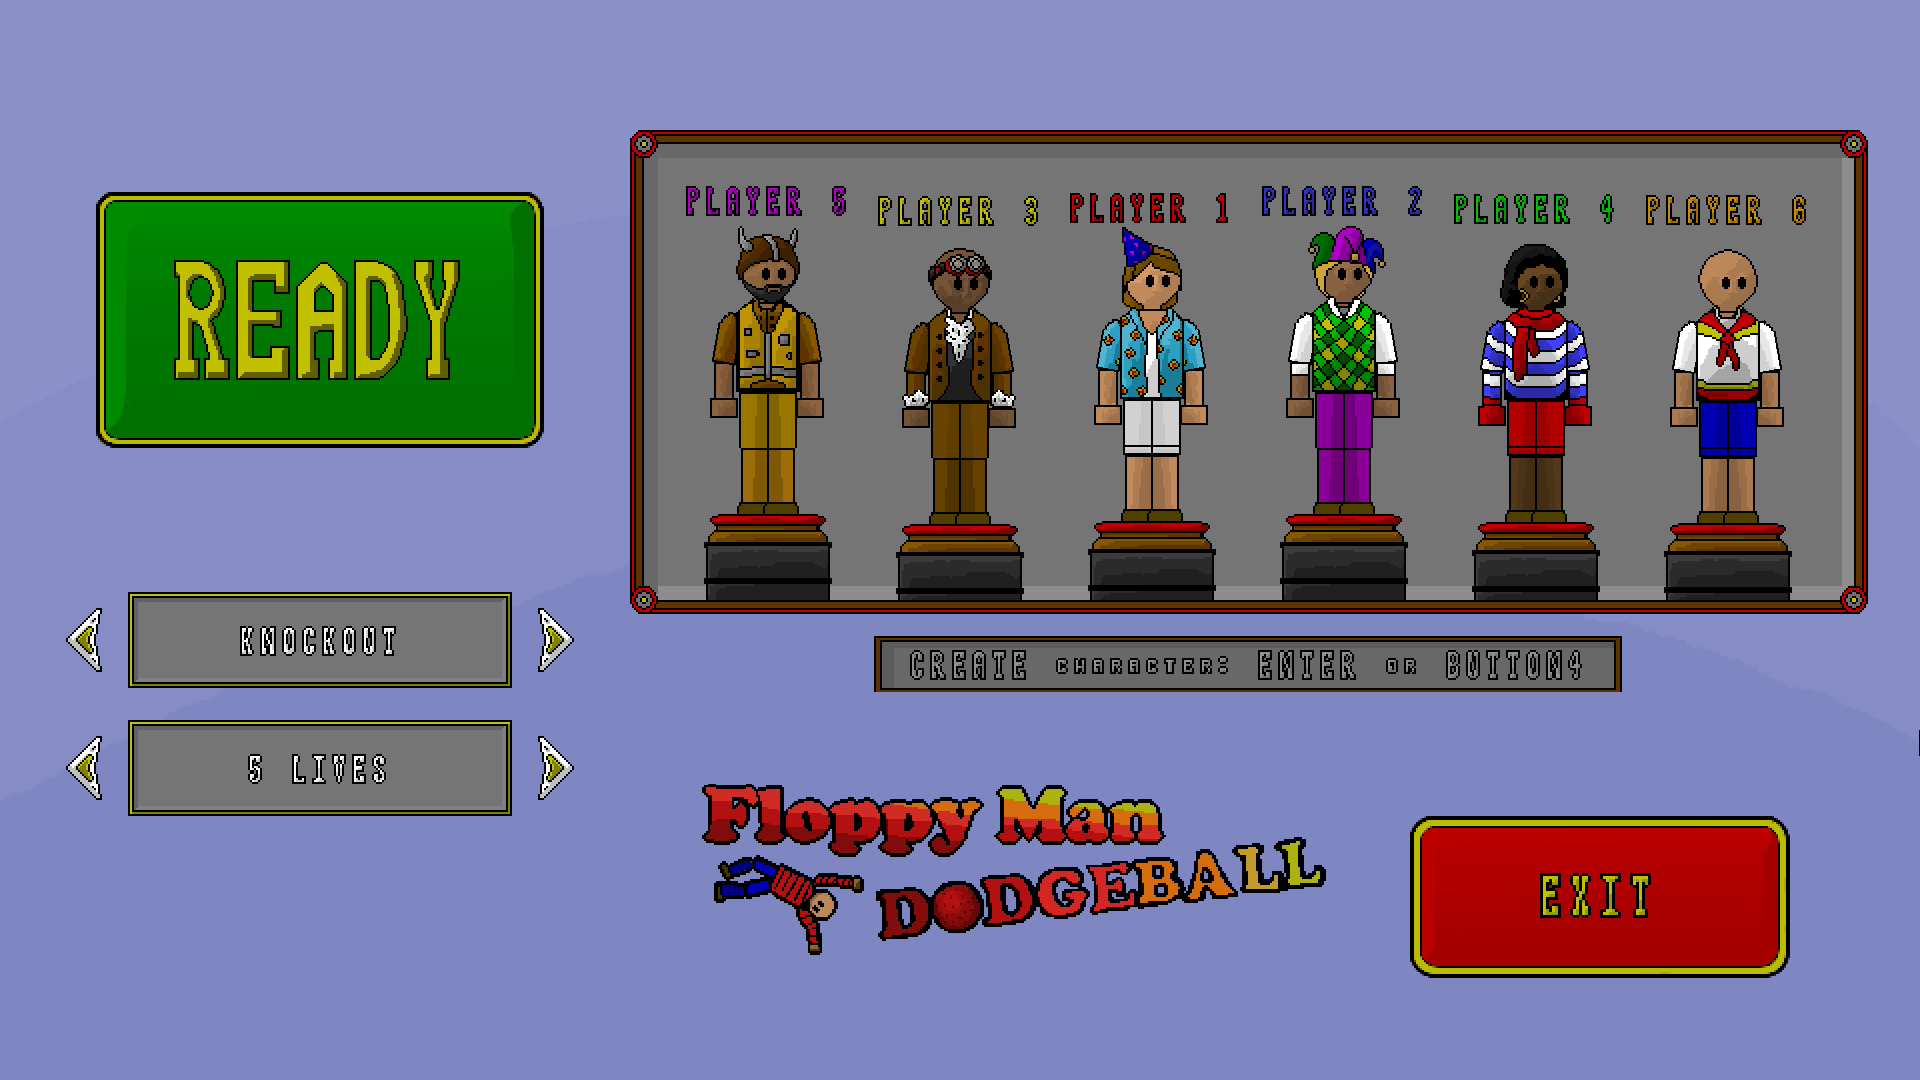 READY
PLAYER 5 PLAYER 3 PLAYER 1 PLAYER 2 PLAYER 4 PLAYER 6
KNOCKOUT
5 LIVES
CREATE CHARACTER: ENTER OR BUTTON4
Floppy Man
DODGEBALL
EXIT